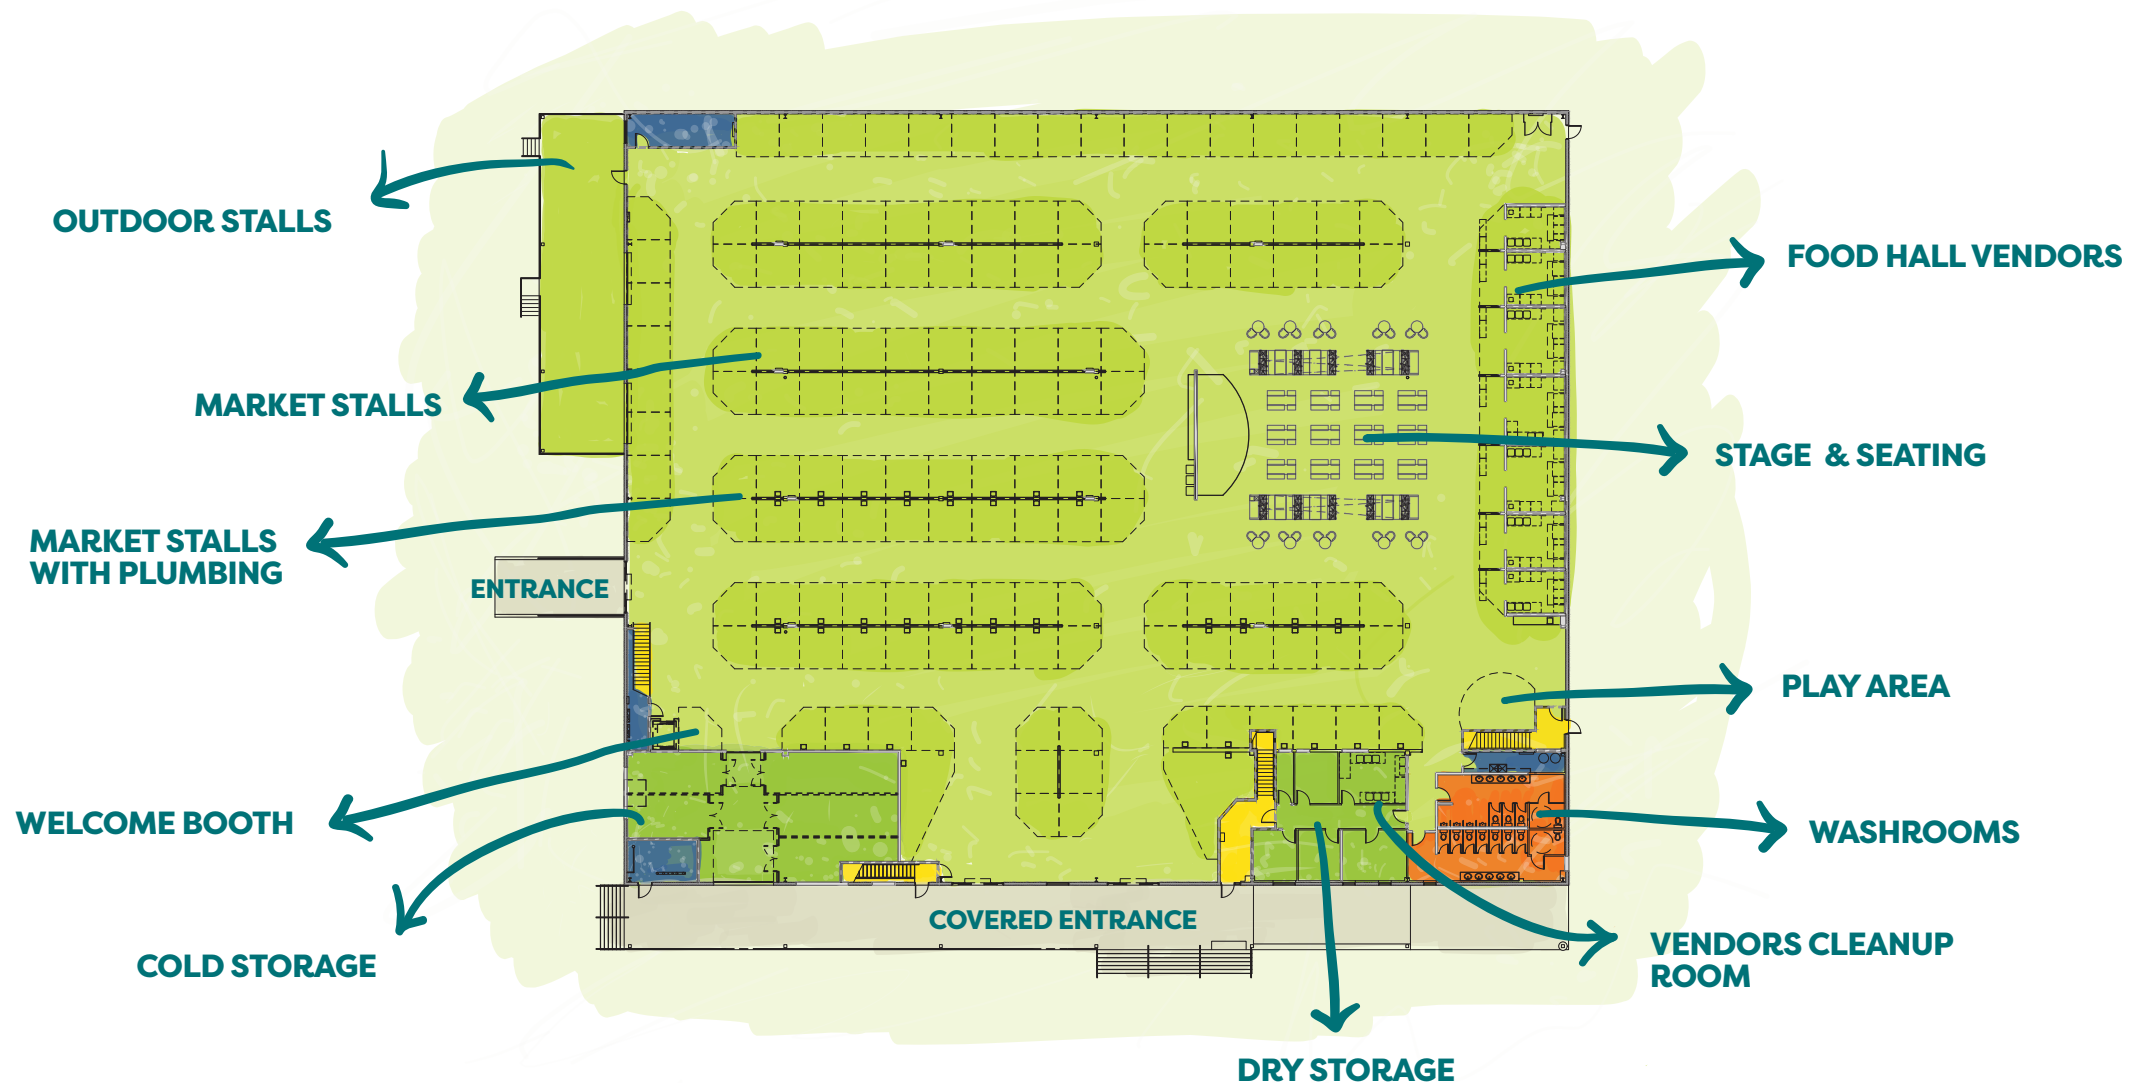 OUTDOOR STALLS
FOOD HALL VENDORS
MARKET STALLS
STAGE & SEATING
MARKET STALLS
WITH PLUMBING
ENTRANCE
PLAY AREA
WELCOME BOOTH
WASHROOMS
COVERED ENTRANCE
VENDORS CLEANUP
ROOM
COLD STORAGE
DRY STORAGE